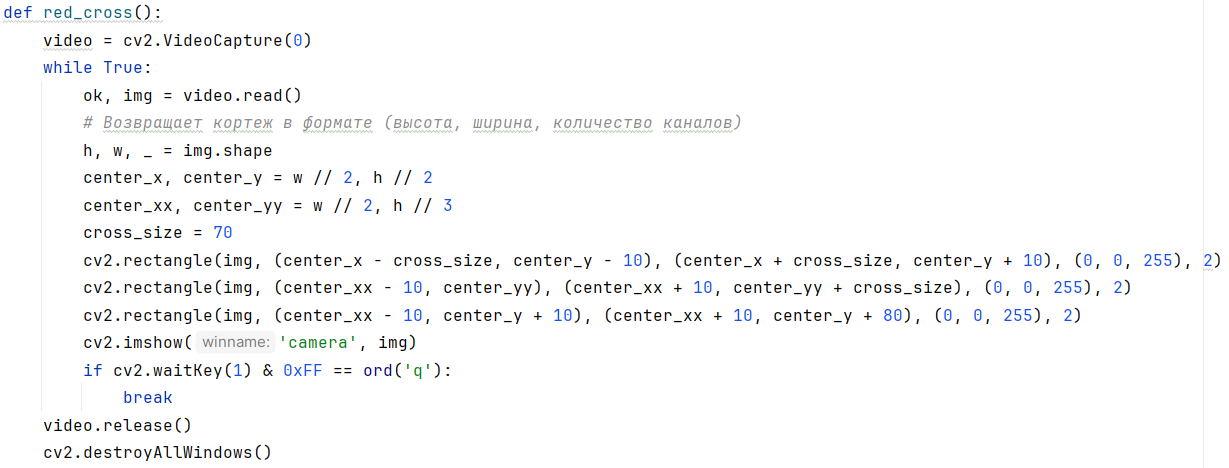 def red_cross():
    video = cv2.VideoCapture(0)
    while True:
        ok, img = video.read()
        # Возвращает кортеж в формате (высота, ширина, количество каналов)
        h, w, _ = img.shape
        center_x, center_y = w // 2, h // 2
        center_xx, center_yy = w // 2, h // 3
        cross_size = 70
        cv2.rectangle(img, (center_x - cross_size, center_y - 10), (center_x + cross_size, center_y + 10), (0, 0, 255), 2)
        cv2.rectangle(img, (center_xx - 10, center_yy), (center_xx + 10, center_yy + cross_size), (0, 0, 255), 2)
        cv2.rectangle(img, (center_xx - 10, center_y + 10), (center_xx + 10, center_y + 80), (0, 0, 255), 2)
        cv2.imshow( winname: 'camera', img)
        if cv2.waitKey(1) & 0xFF == ord('q'):
            break
    video.release()
    cv2.destroyAllWindows()